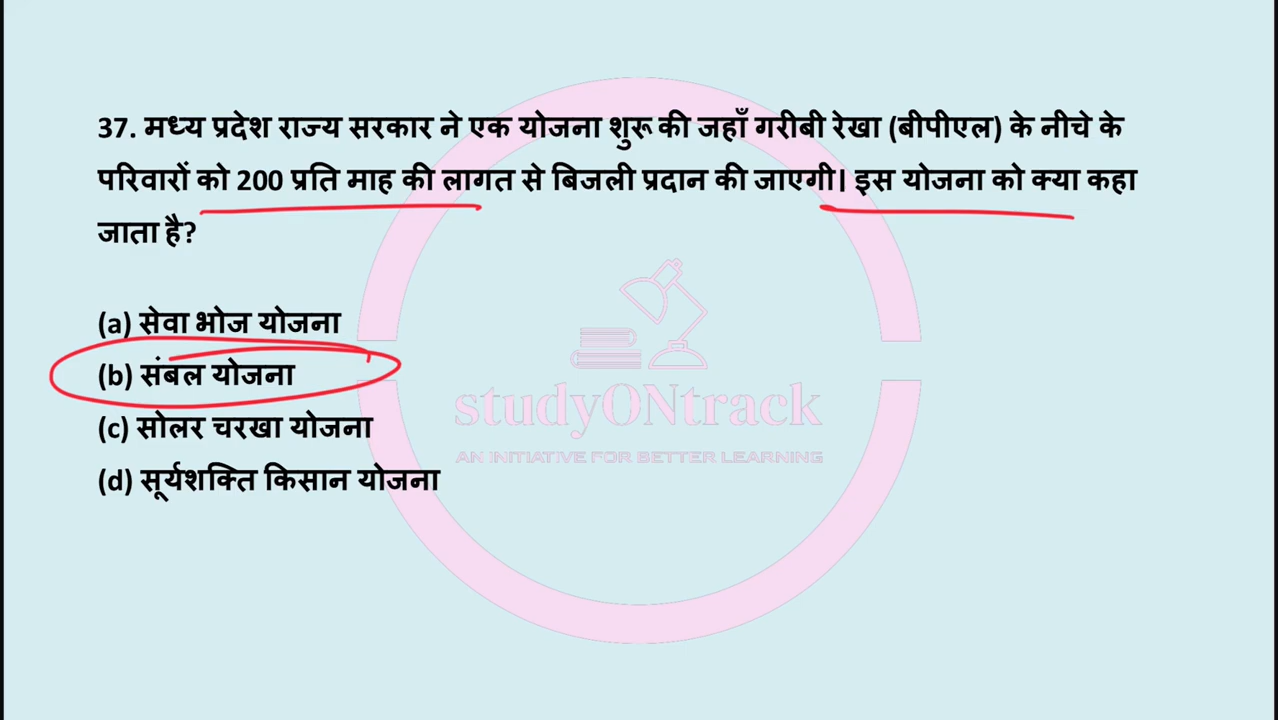 37. मध्य प्रदेश राज्य सरकार ने एक योजना शुरू की जहाँ गरीबी रेखा (बीपीएल) के नीचे के
परिवारों को 200 प्रति माह की लागत से बिजली प्रदान की जाएगी। इस योजना को क्या कहा
जाता है?
(a) सेवा भोज योजना
(b) संबल योजना
(c) सोलर चरखा योजना
(d) सूर्यशक्ति किसान योजना
studyONtrack
AN INITIATIVE FOR BETTER LEARNING